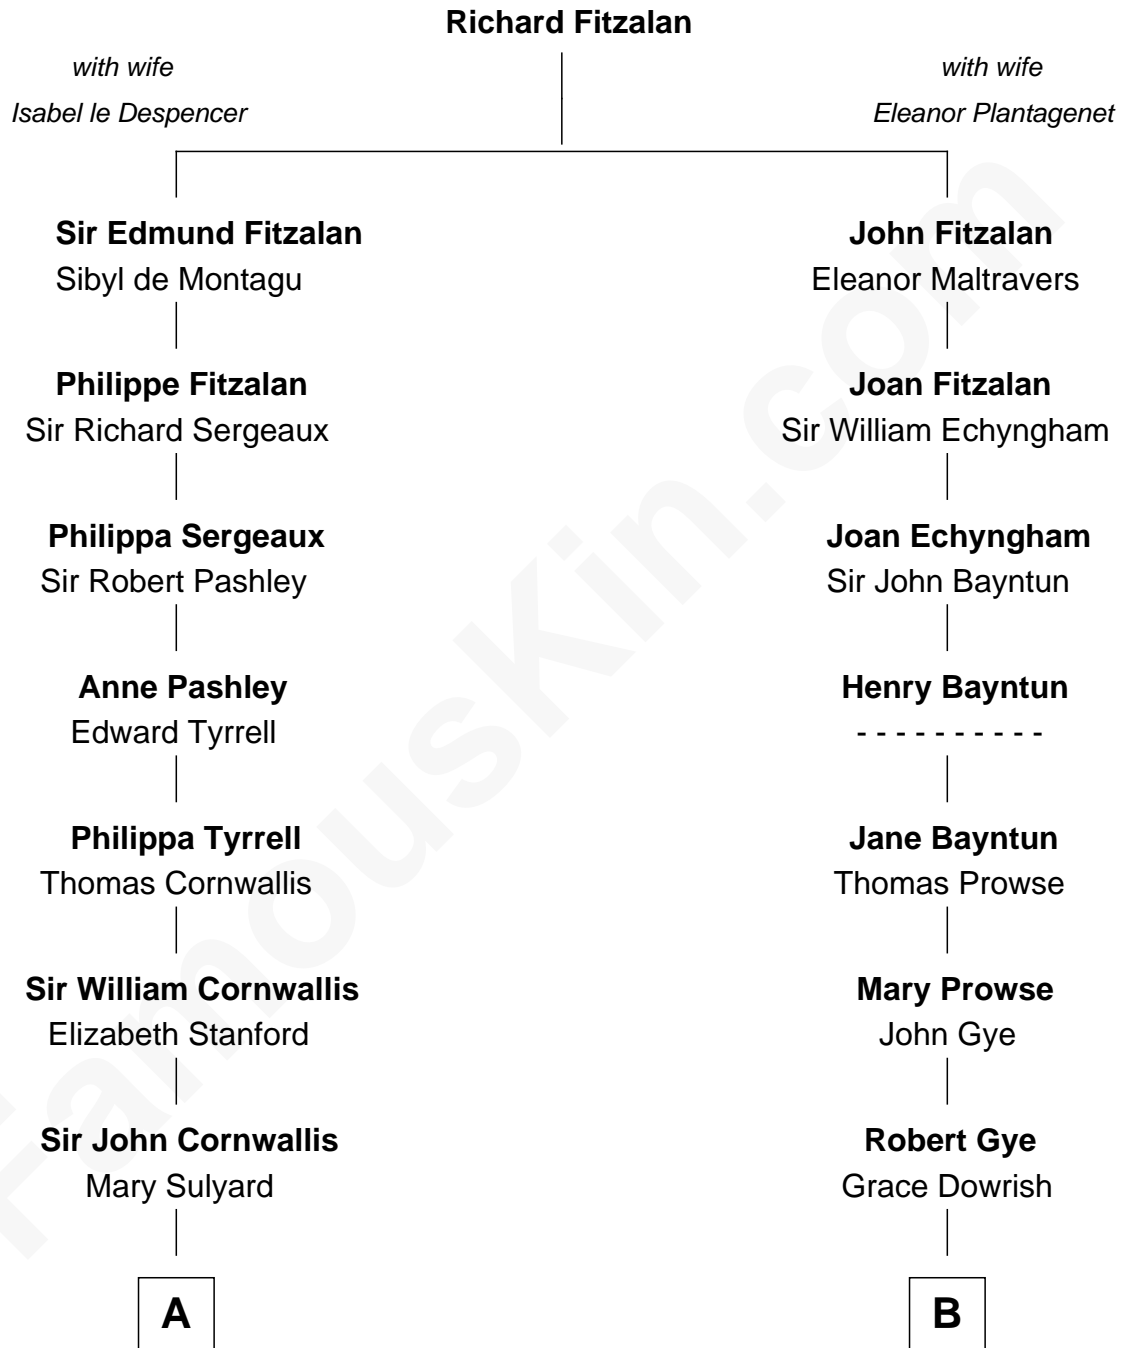 Richard Fitzalan
with wife
Isabel le Despencer
with wife
Eleanor Plantagenet
Sir Edmund Fitzalan
Sibyl de Montagu
Philippe Fitzalan
Sir Richard Sergeaux
Philippa Sergeaux
Sir Robert Pashley
Anne Pashley
Edward Tyrrell
Philippa Tyrrell
Thomas Cornwallis
Sir William Cornwallis
Elizabeth Stanford
Sir John Cornwallis
Mary Sulyard
A
John Fitzalan
Eleanor Maltravers
Joan Fitzalan
Sir William Echyngham
Joan Echyngham
Sir John Bayntun
Henry Bayntun
- - - - - - - - - -
Jane Bayntun
Thomas Prowse
Mary Prowse
John Gye
Robert Gye
Grace Dowrish
B
FamousKin.com